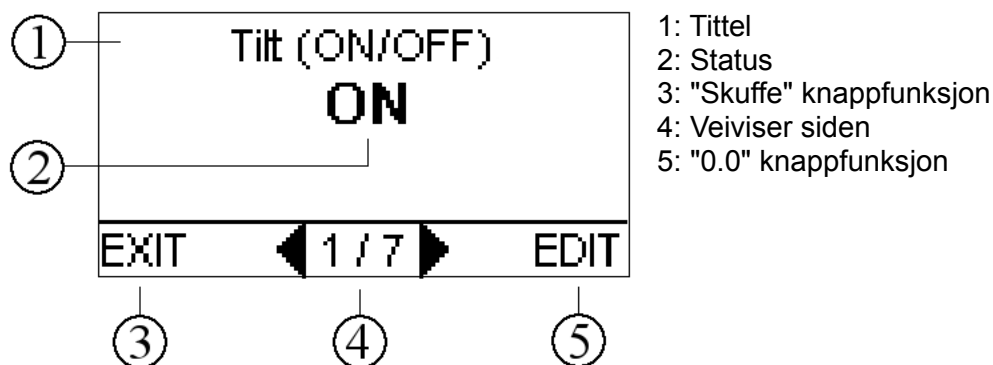 1
Tilt (ON/OFF)
ON
2
EXIT 1 / 7 EDIT
3 4 5
1: Tittel
2: Status
3: "Skuffe" knappfunksjon
4: Veiviser siden
5: "0.0" knappfunksjon